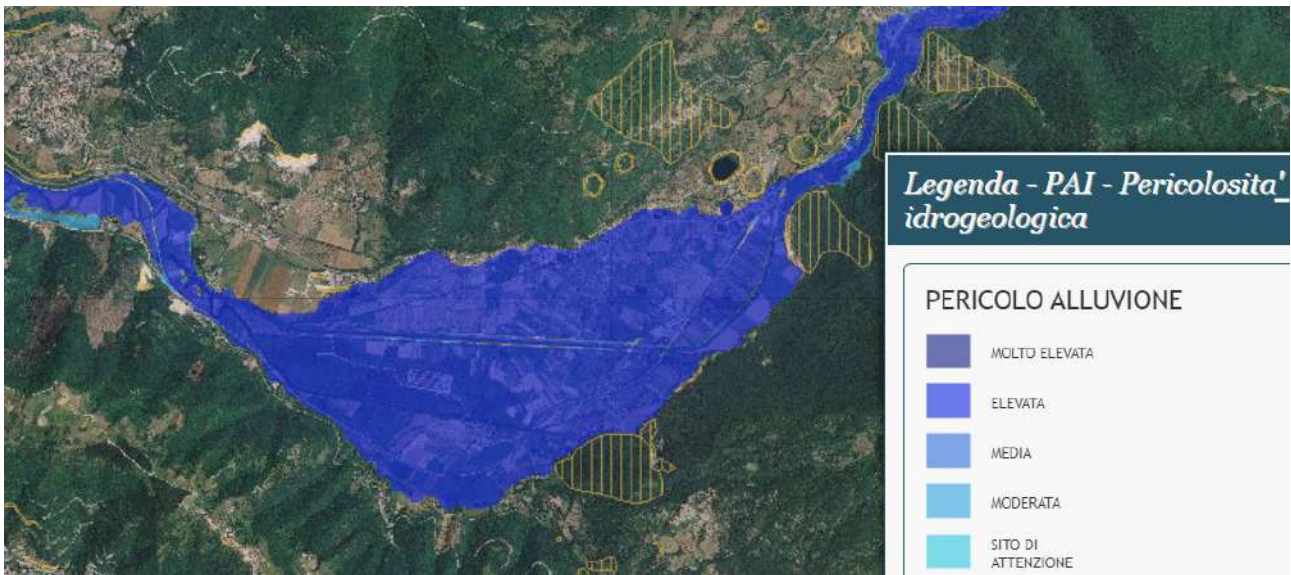 Legenda - PAI - Pericolosita'
idrogeologica
PERICOLO ALLUVIONE
MOLTO ELEVATA
ELEVATA
MEDIA
MODERATA
SITO DI
ATTENZIONE